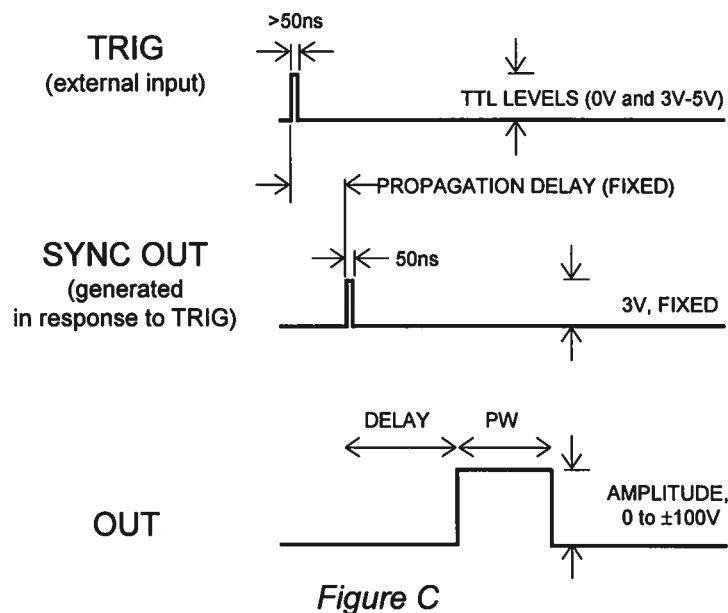 >50ns
TRIG
(external input)
TTL LEVELS (0V and 3V-5V)
PROPAGATION DELAY (FIXED)
SYNC OUT
(generated
in response to TRIG)
50ns
3V, FIXED
DELAY
PW
AMPLITUDE,
0 to ±100V
OUT
Figure C